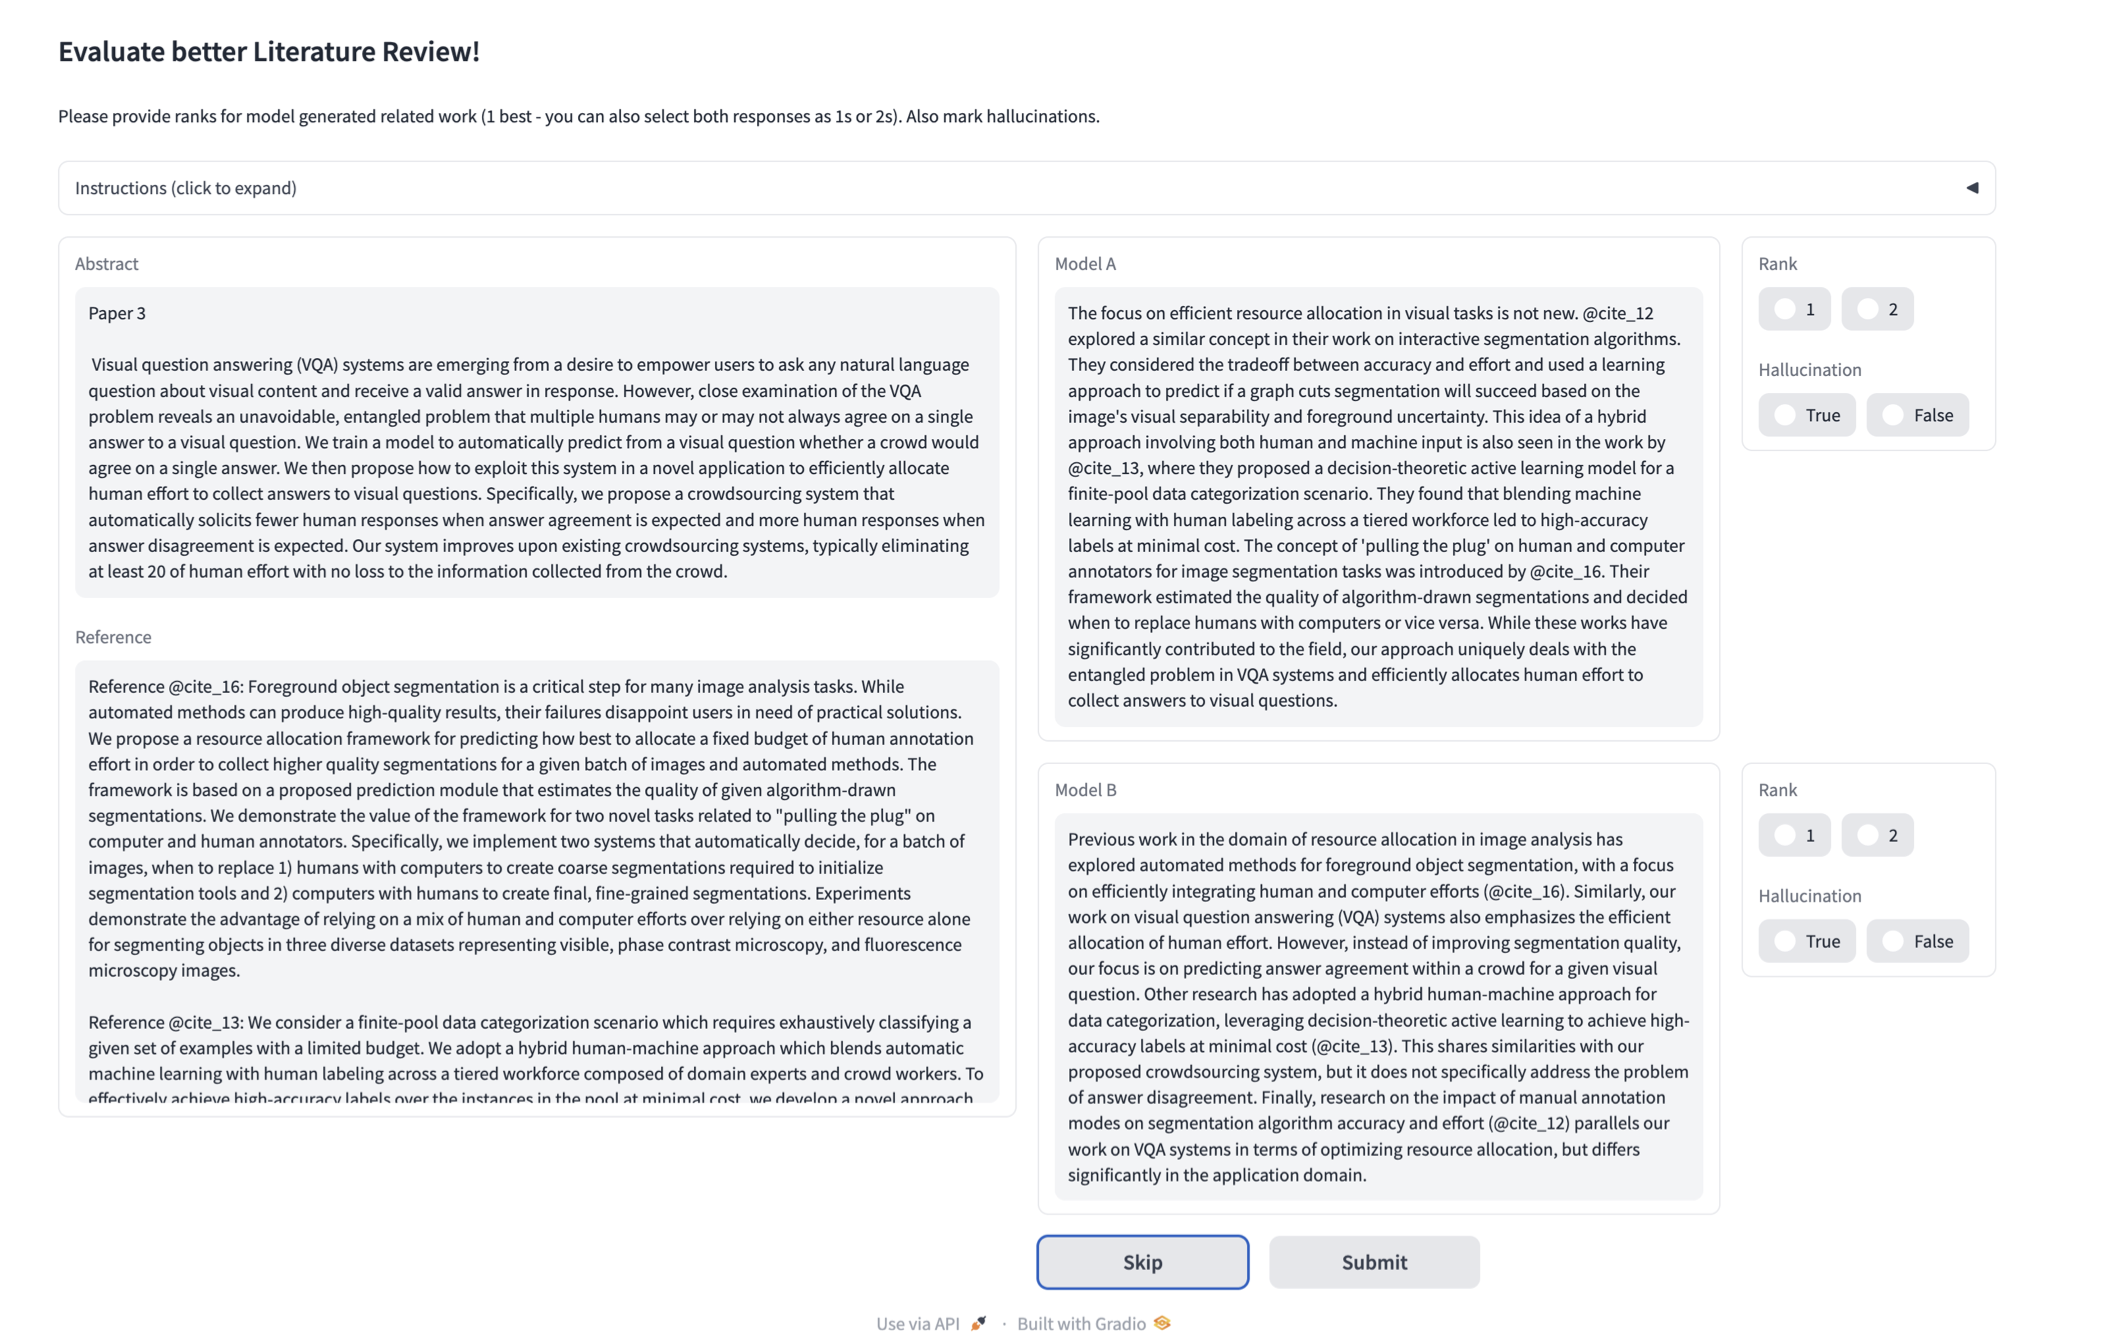 Evaluate better Literature Review!
Please provide ranks for model generated related work (1 best - you can also select both responses as 1s or 2s). Also mark hallucinations.
Instructions (click to expand)
Abstract
Paper 3
Visual question answering (VQA) systems are emerging from a desire to empower users to ask any natural language
question about visual content and receive a valid answer in response. However, close examination of the VQA
problem reveals an unavoidable, entangled problem that multiple humans may or may not always agree on a single
answer to a visual question. We train a model to automatically predict from a visual question whether a crowd would
agree on a single answer. We then propose how to exploit this system in a novel application to efficiently allocate
human effort to collect answers to visual questions. Specifically, we propose a crowdsourcing system that
automatically solicits fewer human responses when answer agreement is expected and more human responses when
answer disagreement is expected. Our system improves upon existing crowdsourcing systems, typically eliminating
at least 20 of human effort with no loss to the information collected from the crowd.
Reference
Reference @cite_16: Foreground object segmentation is a critical step for many image analysis tasks. While
automated methods can produce high-quality results, their failures disappoint users in need of practical solutions.
We propose a resource allocation framework for predicting how best to allocate a fixed budget of human annotation
effort in order to collect higher quality segmentations for a given batch of images and automated methods. The
framework is based on a proposed prediction module that estimates the quality of given algorithm-drawn
segmentations. We demonstrate the value of the framework for two novel tasks related to "pulling the plug" on
computer and human annotators. Specifically, we implement two systems that automatically decide, for a batch of
images, when to replace 1) humans with computers to create coarse segmentations required to initialize
segmentation tools and 2) computers with humans to create final, fine-grained segmentations. Experiments
demonstrate the advantage of relying on a mix of human and computer efforts over relying on either resource alone
for segmenting objects in three diverse datasets representing visible, phase contrast microscopy, and fluorescence
microscopy images.
Reference @cite_13: We consider a finite-pool data categorization scenario which requires exhaustively classifying a
given set of examples with a limited budget. We adopt a hybrid human-machine approach which blends automatic
machine learning with human labeling across a tiered workforce composed of domain experts and crowd workers. To
effectively achieve high-accuracy labels over the instances in the pool at minimal cost, we develop a novel approach
Model A
The focus on efficient resource allocation in visual tasks is not new. @cite_12
explored a similar concept in their work on interactive segmentation algorithms.
They considered the tradeoff between accuracy and effort and used a learning
approach to predict if a graph cuts segmentation will succeed based on the
image's visual separability and foreground uncertainty. This idea of a hybrid
approach involving both human and machine input is also seen in the work by
@cite_13, where they proposed a decision-theoretic active learning model for a
finite-pool data categorization scenario. They found that blending machine
learning with human labeling across a tiered workforce led to high-accuracy
labels at minimal cost. The concept of 'pulling the plug' on human and computer
annotators for image segmentation tasks was introduced by @cite_16. Their
framework estimated the quality of algorithm-drawn segmentations and decided
when to replace humans with computers or vice versa. While these works have
significantly contributed to the field, our approach uniquely deals with the
entangled problem in VQA systems and efficiently allocates human effort to
collect answers to visual questions.
Rank
1
2
Hallucination
True
False
Model B
Previous work in the domain of resource allocation in image analysis has
explored automated methods for foreground object segmentation, with a focus
on efficiently integrating human and computer efforts (@cite_16). Similarly, our
work on visual question answering (VQA) systems also emphasizes the efficient
allocation of human effort. However, instead of improving segmentation quality,
our focus is on predicting answer agreement within a crowd for a given visual
question. Other research has adopted a hybrid human-machine approach for
data categorization, leveraging decision-theoretic active learning to achieve high-
accuracy labels at minimal cost (@cite_13). This shares similarities with our
proposed crowdsourcing system, but it does not specifically address the problem
of answer disagreement. Finally, research on the impact of manual annotation
modes on segmentation algorithm accuracy and effort (@cite_12) parallels our
work on VQA systems in terms of optimizing resource allocation, but differs
significantly in the application domain.
Rank
1
2
Hallucination
True
False
Skip
Submit
Use via API · Built with Gradio